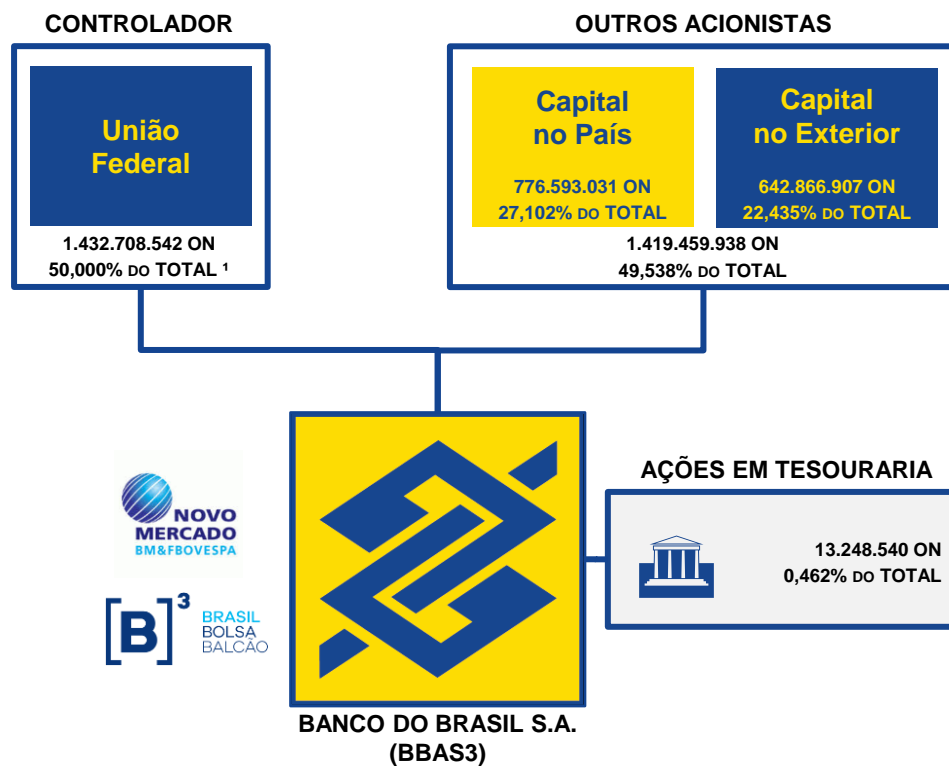 CONTROLADOR
União
Federal
1.432.708.542 ON
50,000% DO TOTAL ¹
OUTROS ACIONISTAS
Capital
no País
776.593.031 ON
27,102% DO TOTAL
Capital
no Exterior
642.866.907 ON
22,435% DO TOTAL
1.419.459.938 ON
49,538% DO TOTAL
NOVO
MERCADO
BM&FBOVESPA
[B]³
BRASIL
BOLSA
BALCÃO
AÇÕES EM TESOURARIA
13.248.540 ON
0,462% DO TOTAL
BANCO DO BRASIL S.A.
(BBAS3)